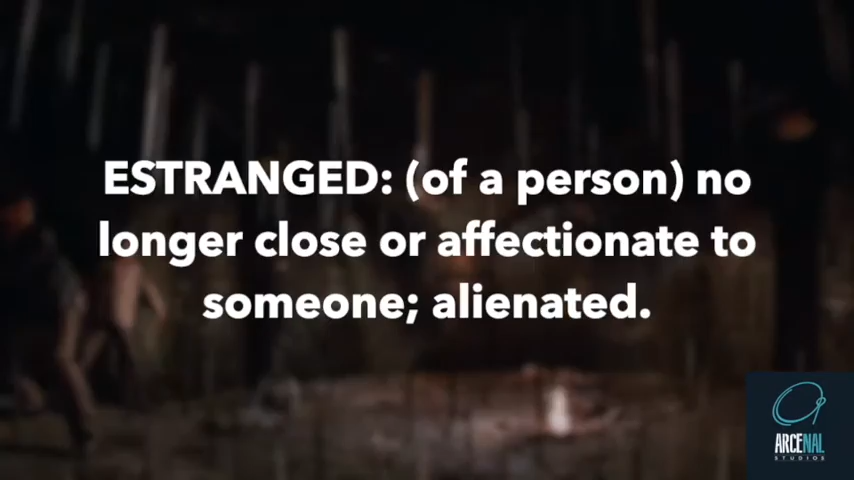 ESTRANGED: (of a person) no
longer close or affectionate to
someone; alienated.
ARCENAL
STUDIOS